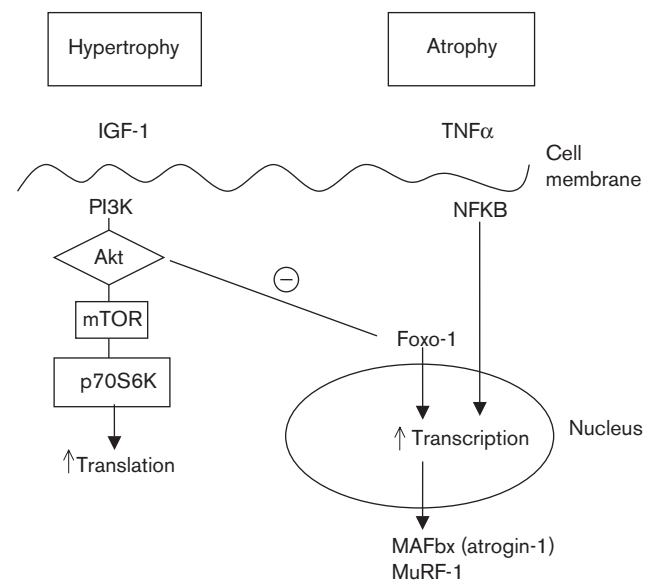 Hypertrophy
Atrophy
IGF-1
TNFα
Cell
membrane
PI3K
NFKB
Akt
−
mTOR
Foxo-1
p70S6K
↑ Transcription
Nucleus
↑Translation
MAFbx (atrogin-1)
MuRF-1